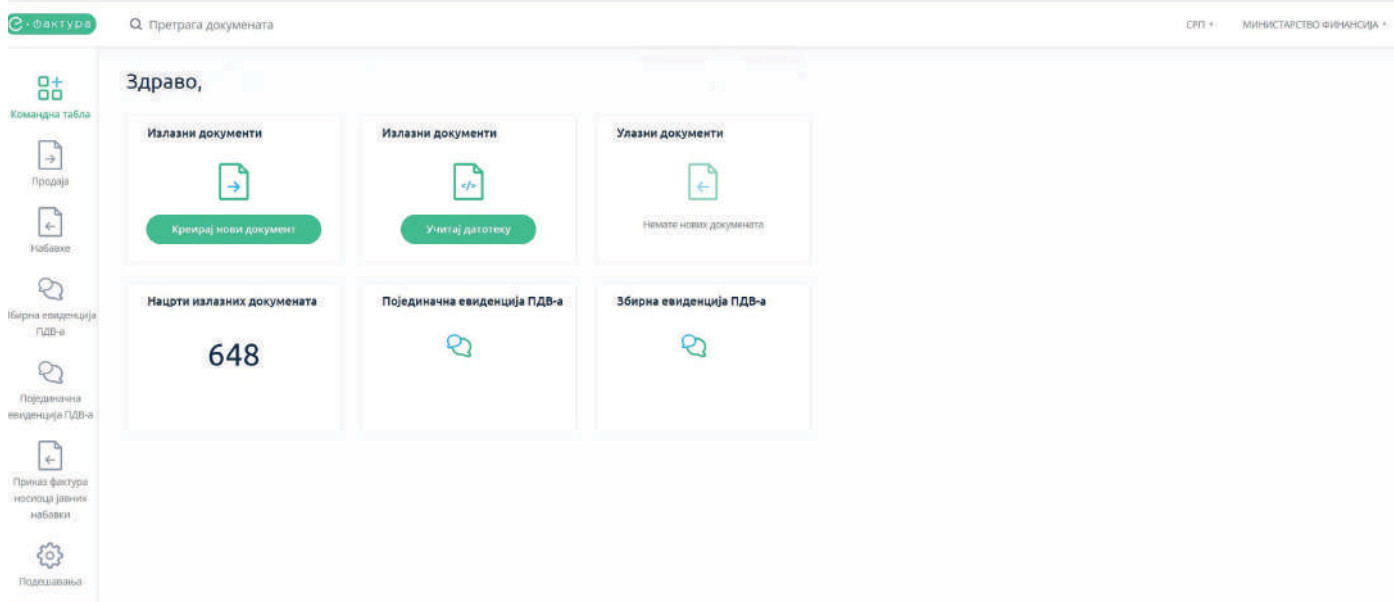 е-Фактура
Претрага докумената
СРП
МИНИСТАРСТВО ФИНАНСИЈА
Командна табла
Продаја
Набавке
Збирна евиденција
ПДВ-а
Појединачна
евиденција ПДВ-а
Приказ фактура
носиоца јавних
набавки
Подешавања
Здраво,
Излазни документи
Креирај нови документ
Излазни документи
</>
Учитај датотеку
Улазни документи
Немате нових докумената
Нацрти излазних докумената
648
Појединачна евиденција ПДВ-а
Збирна евиденција ПДВ-а